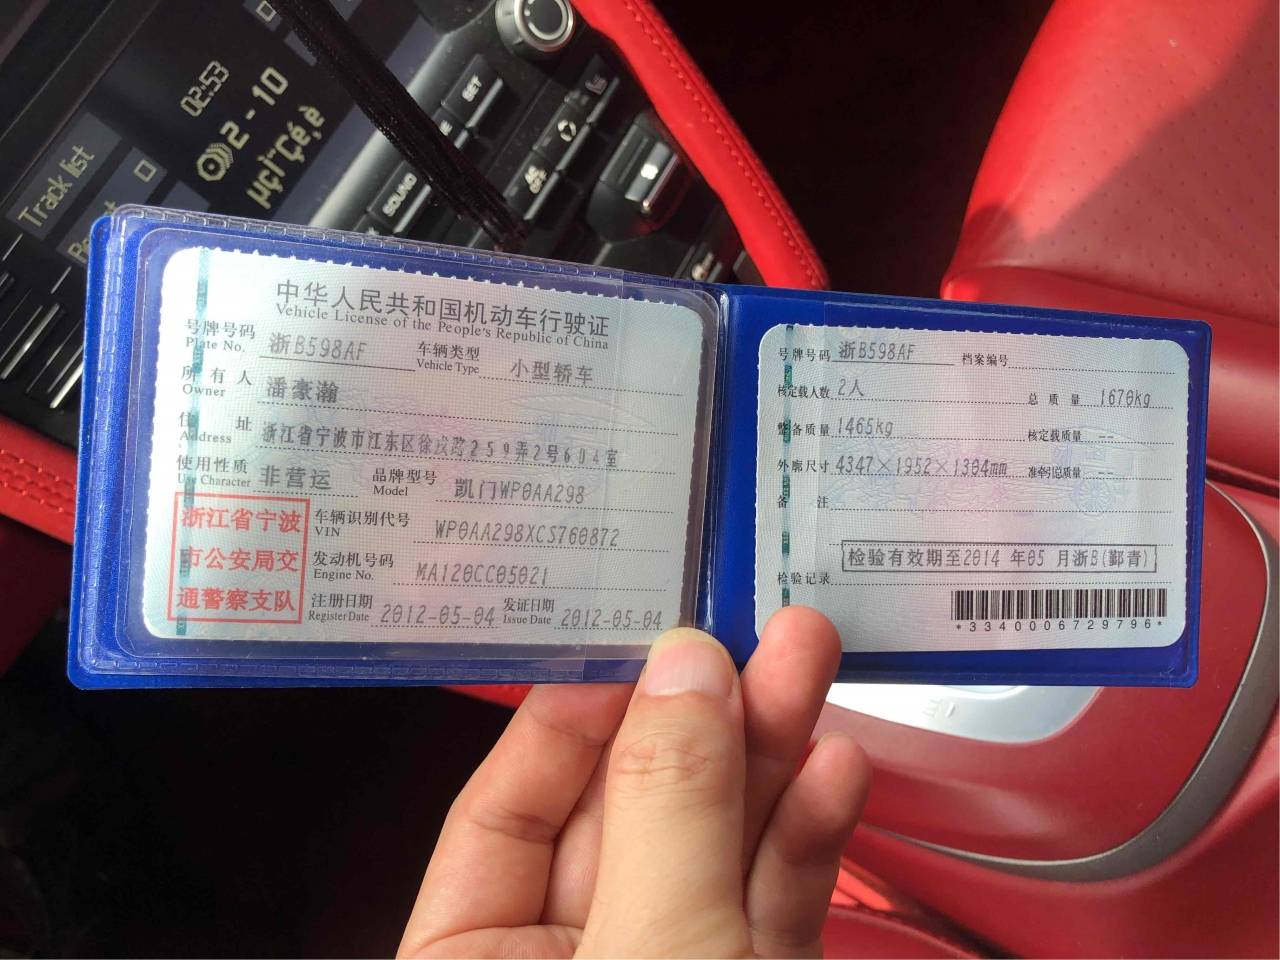 02:53
Track list
2 - 10
µçì"Çé,è
SET
SOUND
中华人民共和国机动车行驶证
Vehicle License of the People's Republic of China
号牌号码 浙B598AF 车辆类型 小型轿车
Plate No. Vehicle Type
所有人 潘豪瀚
Owner
住址 浙江省宁波市江东区徐戎路259弄2号604室
Address
使用性质 非营运 品牌型号 凯门WP0AA298
Use Character Model
浙江省宁波
市公安局交
通警察支队
车辆识别代号 WP0AA298XCS760872
VIN
发动机号码 MA120CC05021
Engine No.
注册日期 2012-05-04 发证日期 2012-05-04
Register Date Issue Date
号牌号码 浙B598AF 档案编号
核定载人数 2人 总质量 1670kg
整备质量 1465kg 核定载质量 --
外廓尺寸 4347×1952×1304mm 准牵引总质量 --
备注
检验有效期至2014 年05 月浙B(鄞青)
检验记录
*3340006729796*